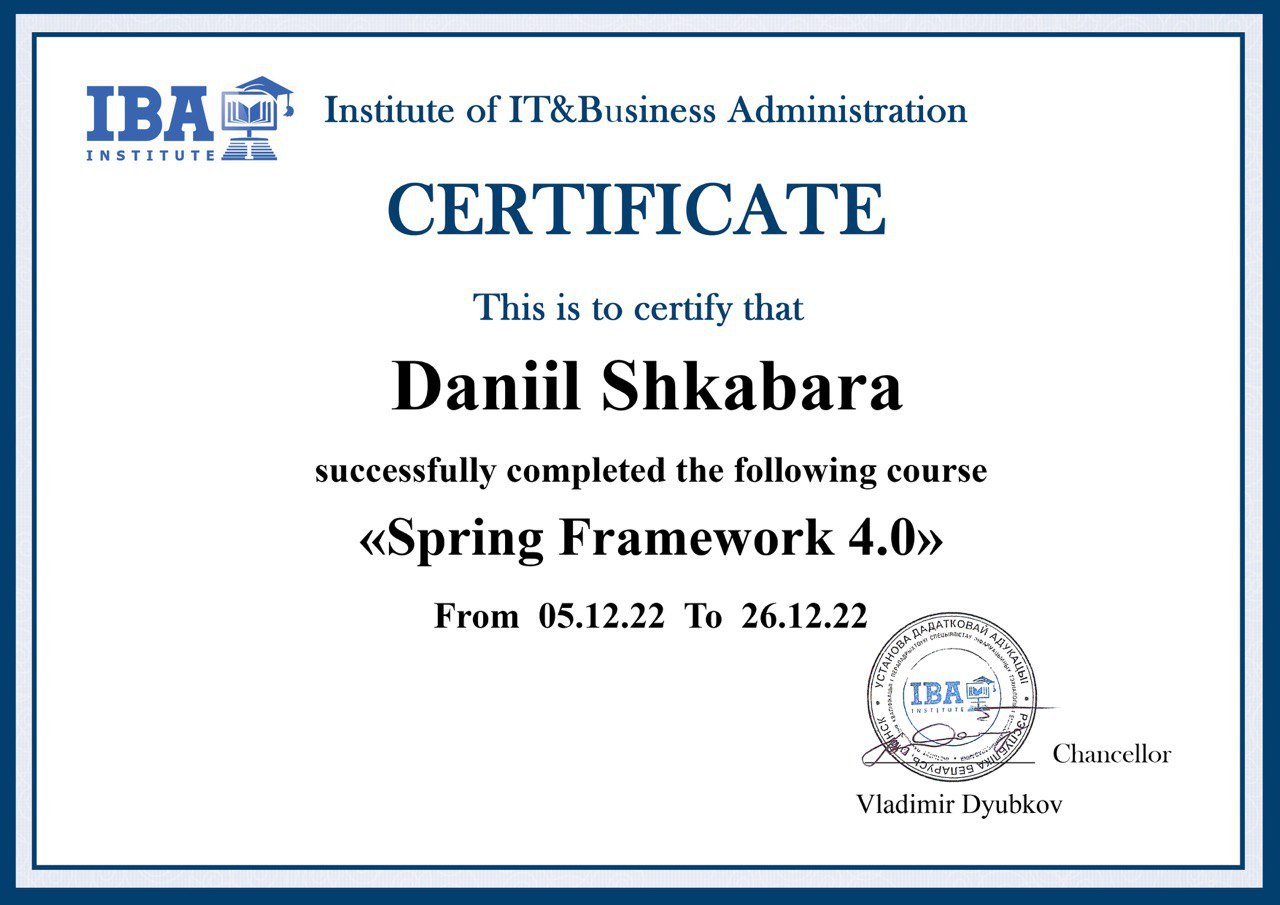 IBA
INSTITUTE
Institute of IT&Business Administration
CERTIFICATE
This is to certify that
Daniil Shkabara
successfully completed the following course
«Spring Framework 4.0»
From 05.12.22 To 26.12.22
УСТАНОВА ДАДАТКОВАЙ АДУКАЦЫІ
РЭСПУБЛІКА БЕЛАРУСЬ, Г.МІНСК
IBA
INSTITUTE
Chancellor
Vladimir Dyubkov